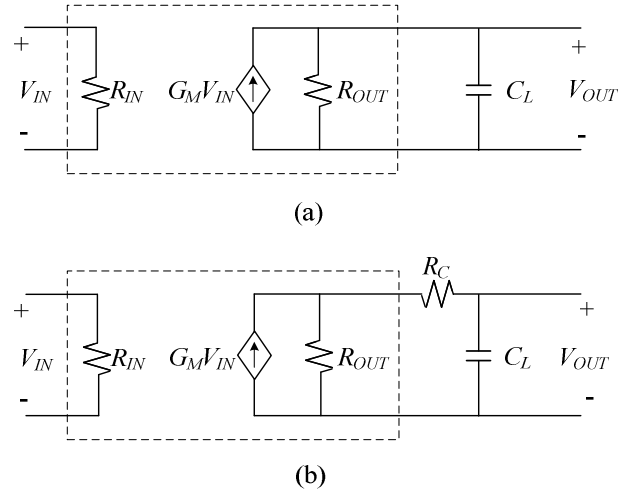 + +
V_IN R_IN G_M V_IN R_OUT C_L V_OUT
- -
(a)
R_C
+ +
V_IN R_IN G_M V_IN R_OUT C_L V_OUT
- -
(b)